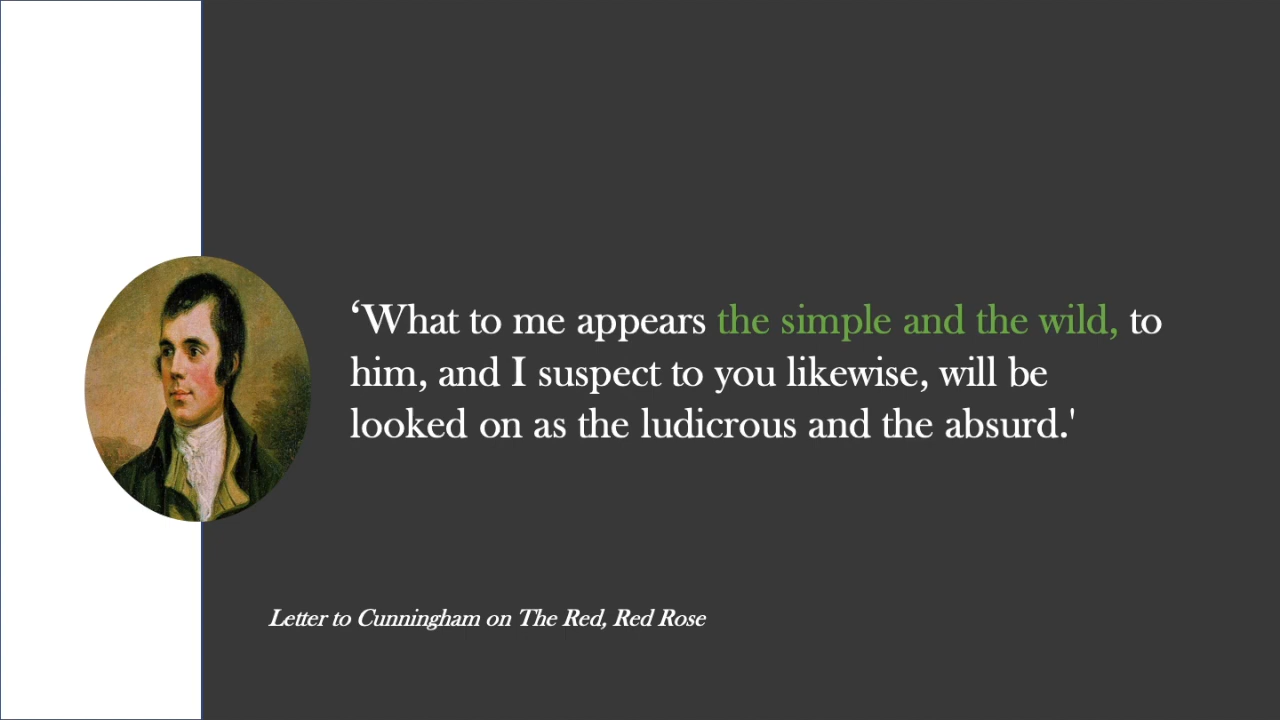 ‘What to me appears the simple and the wild, to
him, and I suspect to you likewise, will be
looked on as the ludicrous and the absurd.'
Letter to Cunningham on The Red, Red Rose